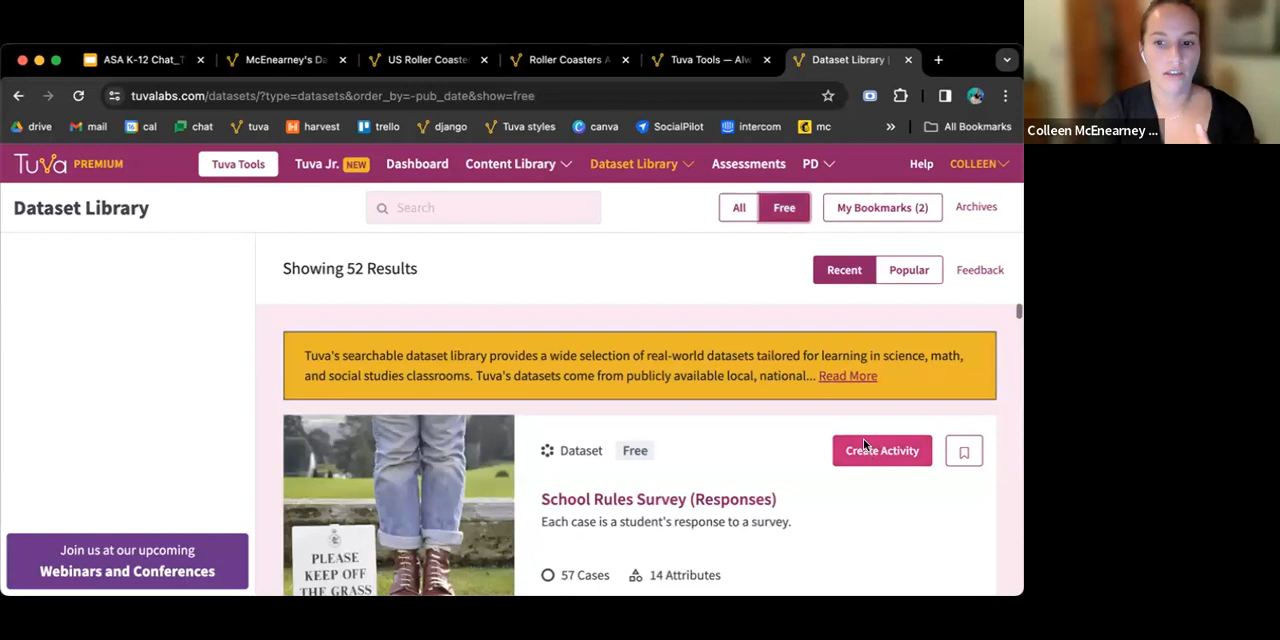 ASA K-12 Chat_T
McEnearney's Da
US Roller Coaste
Roller Coasters A
Tuva Tools — Alw
Dataset Library |
tuvalabs.com/datasets/?type=datasets&order_by=-pub_date&show=free
drive
mail
cal
chat
tuva
harvest
trello
django
Tuva styles
canva
SocialPilot
intercom
mc
All Bookmarks
Colleen McEnearney ...
Tuva PREMIUM
Tuva Tools
Tuva Jr. NEW
Dashboard
Content Library
Dataset Library
Assessments
PD
Help
COLLEEN
Dataset Library
Search
All
Free
My Bookmarks (2)
Archives
Showing 52 Results
Recent
Popular
Feedback
Tuva's searchable dataset library provides a wide selection of real-world datasets tailored for learning in science, math,
and social studies classrooms. Tuva's datasets come from publicly available local, national... Read More
Dataset
Free
Create Activity
School Rules Survey (Responses)
Each case is a student's response to a survey.
57 Cases
14 Attributes
PLEASE
KEEP OFF
THE GRASS
Join us at our upcoming
Webinars and Conferences